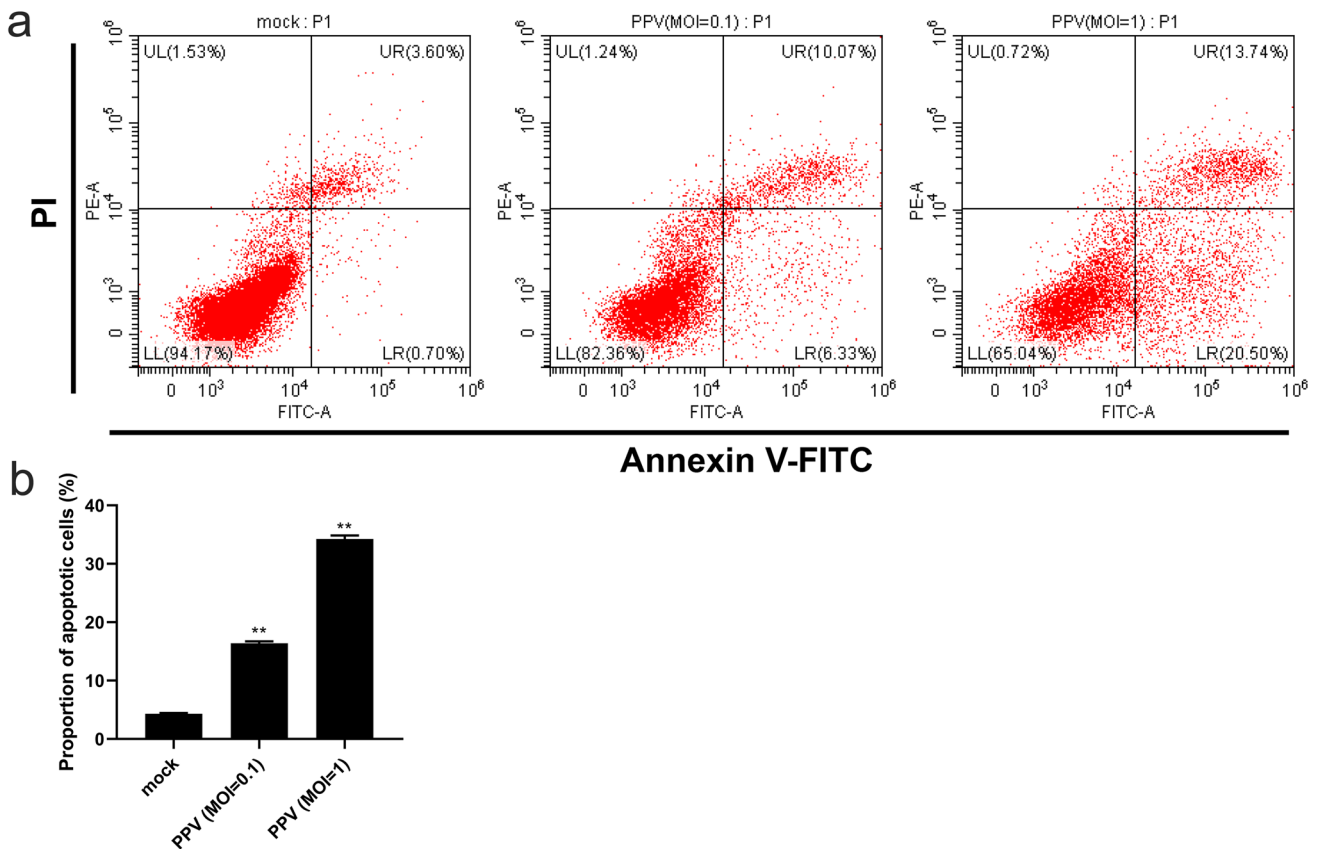 a
mock : P1
UL(1.53%)
UR(3.60%)
LL(94.17%)
LR(0.70%)
PE-A
10^6
10^5
10^4
10^3
0
0
10^3
10^4
10^5
10^6
FITC-A
PPV(MOI=0.1) : P1
UL(1.24%)
UR(10.07%)
LL(82.36%)
LR(6.33%)
PE-A
10^6
10^5
10^4
10^3
0
0
10^3
10^4
10^5
10^6
FITC-A
PPV(MOI=1) : P1
UL(0.72%)
UR(13.74%)
LL(65.04%)
LR(20.50%)
PE-A
10^6
10^5
10^4
10^3
0
0
10^3
10^4
10^5
10^6
FITC-A
PI
Annexin V-FITC
b
Proportion of apoptotic cells (%)
40
30
20
10
0
**
**
mock
PPV (MOI=0.1)
PPV (MOI=1)